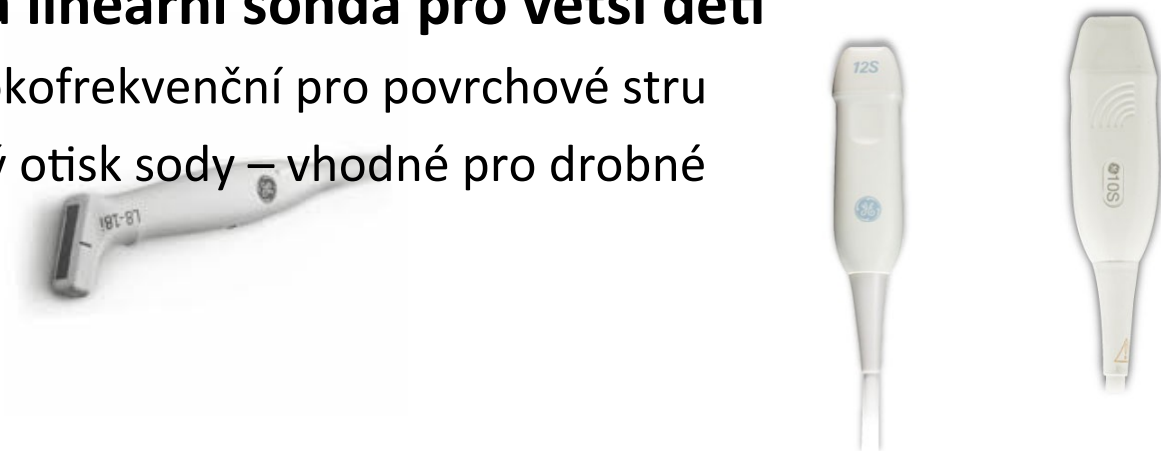 lineární sonda pro větší děti
kofrekvenční pro povrchové stru
ý otisk sody – vhodné pro drobné
L8-18i
12S
10S